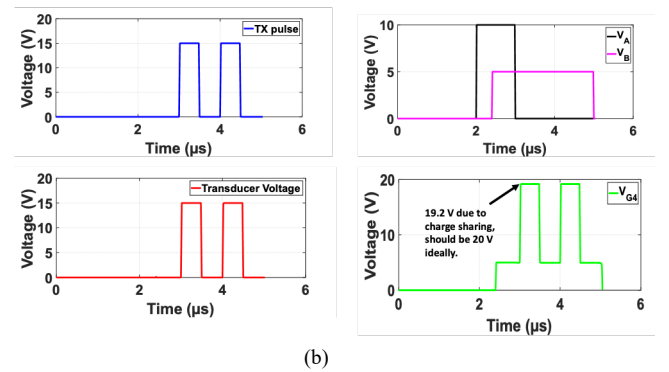 TX pulse
Voltage (V)
20
15
10
5
0
0 2 4 6
Time (µs)
V_A
V_B
Voltage (V)
10
5
0
0 2 4 6
Time (µs)
Transducer Voltage
Voltage (V)
20
15
10
5
0
0 2 4 6
Time (µs)
V_G4
Voltage (V)
20
10
0
0 2 4 6
Time (µs)
19.2 V due to
charge sharing,
should be 20 V
ideally.
(b)